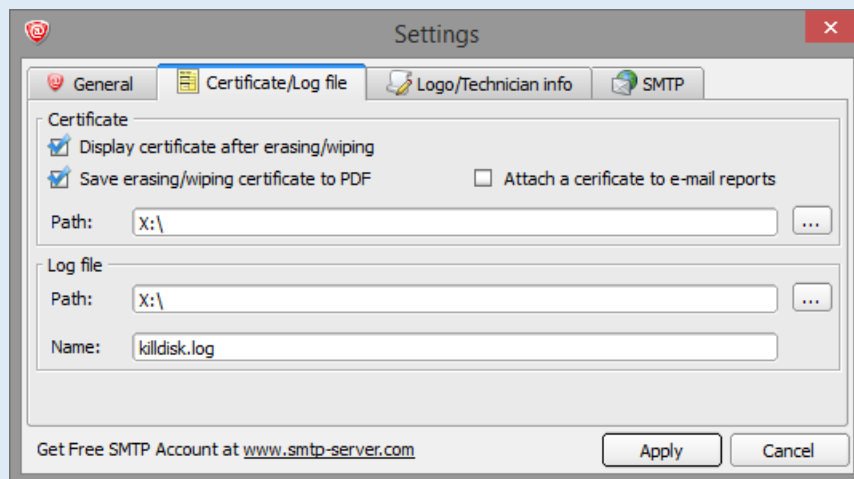 Settings
General Certificate/Log file Logo/Technician info SMTP
Certificate
Display certificate after erasing/wiping
Save erasing/wiping certificate to PDF Attach a cerificate to e-mail reports
Path: X:\ ...
Log file
Path: X:\ ...
Name: killdisk.log
Get Free SMTP Account at www.smtp-server.com Apply Cancel